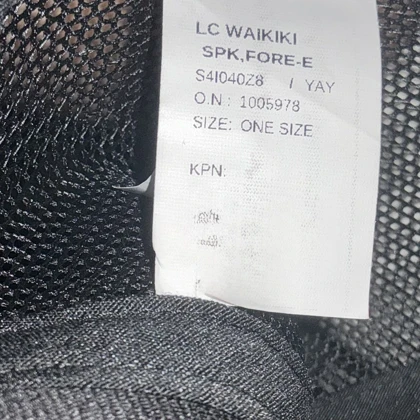 LC WAIKIKI
SPK,FORE-E
S4I040Z8 / YAY
O.N.: 1005978
SIZE: ONE SIZE
KPN: